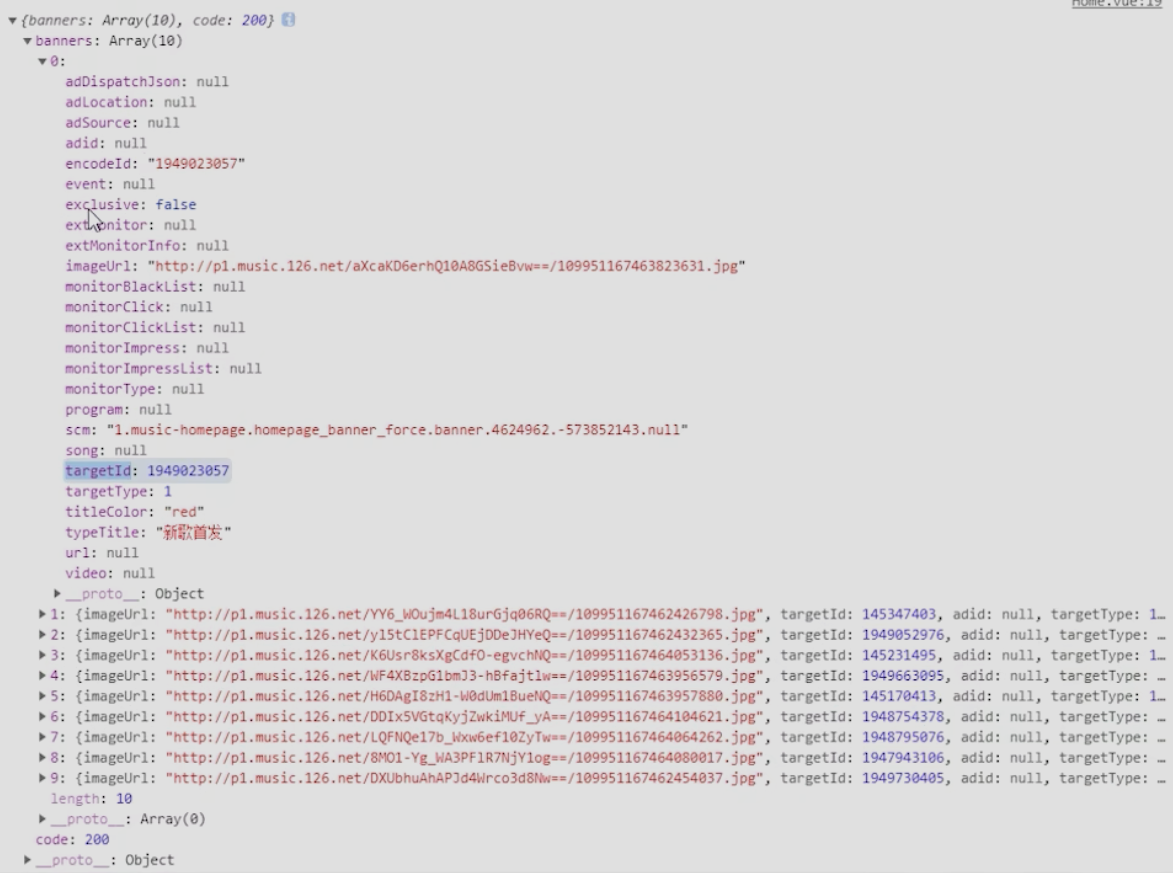 Home.vue:19
▼{banners: Array(10), code: 200} i
▼banners: Array(10)
▼0:
adDispatchJson: null
adLocation: null
adSource: null
adid: null
encodeId: "1949023057"
event: null
exclusive: false
extMonitor: null
extMonitorInfo: null
imageUrl: "http://p1.music.126.net/aXcaKD6erhQ10A8GSieBvw==/109951167463823631.jpg"
monitorBlackList: null
monitorClick: null
monitorClickList: null
monitorImpress: null
monitorImpressList: null
monitorType: null
program: null
scm: "1.music-homepage.homepage_banner_force.banner.4624962.-573852143.null"
song: null
targetId: 1949023057
targetType: 1
titleColor: "red"
typeTitle: "新歌首发"
url: null
video: null
▶__proto__: Object
▶1: {imageUrl: "http://p1.music.126.net/YY6_WOujm4L18urGjq06RQ==/109951167462426798.jpg", targetId: 145347403, adid: null, targetType: 1…
▶2: {imageUrl: "http://p1.music.126.net/yl5tClEPFCqUEjDDeJHYeQ==/109951167462432365.jpg", targetId: 1949052976, adid: null, targetType: …
▶3: {imageUrl: "http://p1.music.126.net/K6Usr8ksXgCdfO-egvchNQ==/109951167464053136.jpg", targetId: 145231495, adid: null, targetType: 1…
▶4: {imageUrl: "http://p1.music.126.net/WF4XBzpG1bmJ3-hBfajtlw==/109951167463956579.jpg", targetId: 1949663095, adid: null, targetType: …
▶5: {imageUrl: "http://p1.music.126.net/H6DAgI8zH1-W0dUm1BueNQ==/109951167463957880.jpg", targetId: 145170413, adid: null, targetType: 1…
▶6: {imageUrl: "http://p1.music.126.net/DDIx5VGtqKyjZwkiMUf_yA==/109951167464104621.jpg", targetId: 1948754378, adid: null, targetType: …
▶7: {imageUrl: "http://p1.music.126.net/LQFNQe17b_Wxw6ef10ZyTw==/109951167464064262.jpg", targetId: 1948795076, adid: null, targetType: …
▶8: {imageUrl: "http://p1.music.126.net/8MO1-Yg_WA3PFlR7NjY1og==/109951167464080017.jpg", targetId: 1947943106, adid: null, targetType: …
▶9: {imageUrl: "http://p1.music.126.net/DXUbhuAhAPJd4Wrco3d8Nw==/109951167462454037.jpg", targetId: 1949730405, adid: null, targetType: …
length: 10
▶__proto__: Array(0)
code: 200
▶__proto__: Object